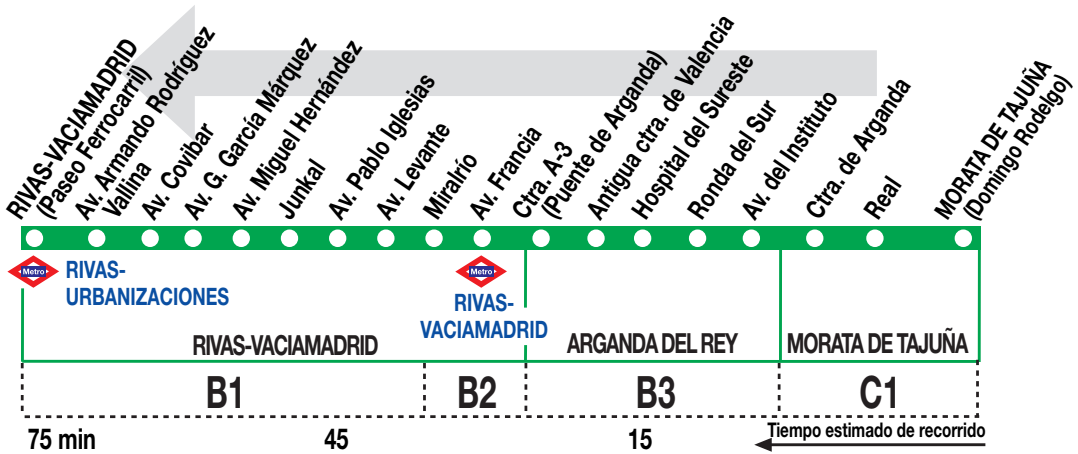 RIVAS-VACIAMADRID
(Paseo Ferrocarril)
Av. Armando Rodríguez
Vallina
Av. Covibar
Av. G. García Márquez
Av. Miguel Hernández
Junkal
Av. Pablo Iglesias
Av. Levante
Miralrío
Av. Francia
Ctra. A-3
(Puente de Arganda)
Antigua ctra. de Valencia
Hospital del Sureste
Ronda del Sur
Av. del Instituto
Ctra. de Arganda
Real
MORATA DE TAJUÑA
(Domingo Rodelgo)
Metro
RIVAS-
URBANIZACIONES
Metro
RIVAS-
VACIAMADRID
RIVAS-VACIAMADRID
ARGANDA DEL REY
MORATA DE TAJUÑA
B1
B2
B3
C1
75 min
45
15
Tiempo estimado de recorrido